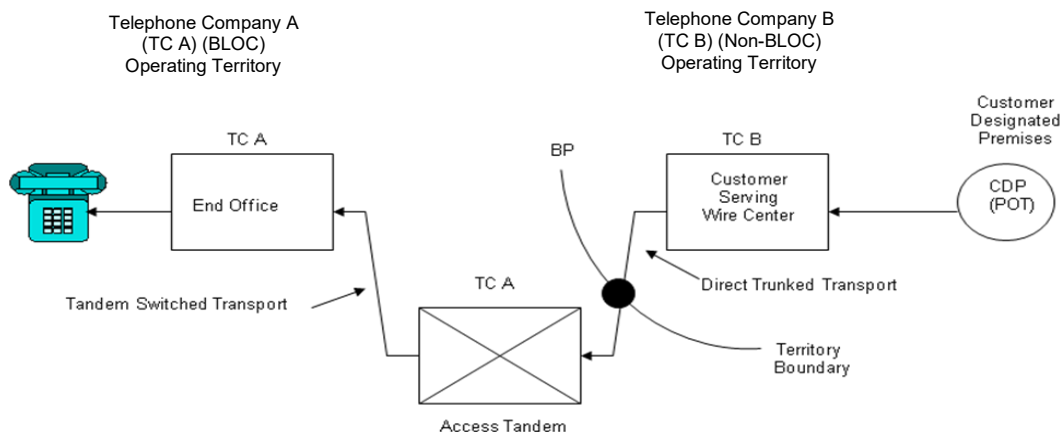 Telephone Company A
(TC A) (BLOC)
Operating Territory
Telephone Company B
(TC B) (Non-BLOC)
Operating Territory
TC A
End Office
Tandem Switched Transport
TC A
Access Tandem
BP
TC B
Customer
Serving
Wire Center
Direct Trunked Transport
Territory
Boundary
Customer
Designated
Premises
CDP
(POT)